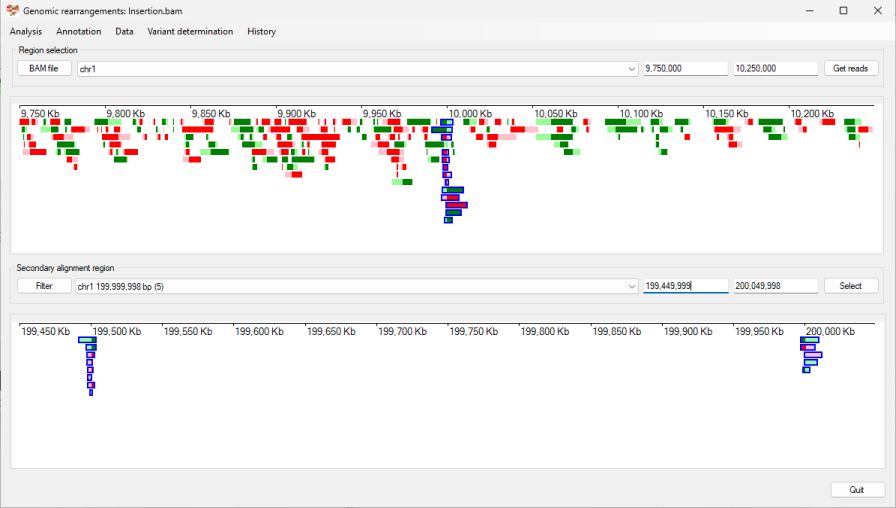 Genomic rearrangements: Insertion.bam
Analysis Annotation Data Variant determination History
Region selection
BAM file chr1 9,750,000 10,250,000 Get reads
9,750 Kb 9,800 Kb 9,850 Kb 9,900 Kb 9,950 Kb 10,000 Kb 10,050 Kb 10,100 Kb 10,150 Kb 10,200 Kb
Secondary alignment region
Filter chr1 199,999,998 bp (5) 199,449,999 200,049,998 Select
199,450 Kb 199,500 Kb 199,550 Kb 199,600 Kb 199,650 Kb 199,700 Kb 199,750 Kb 199,800 Kb 199,850 Kb 199,900 Kb 199,950 Kb 200,000 Kb
Quit